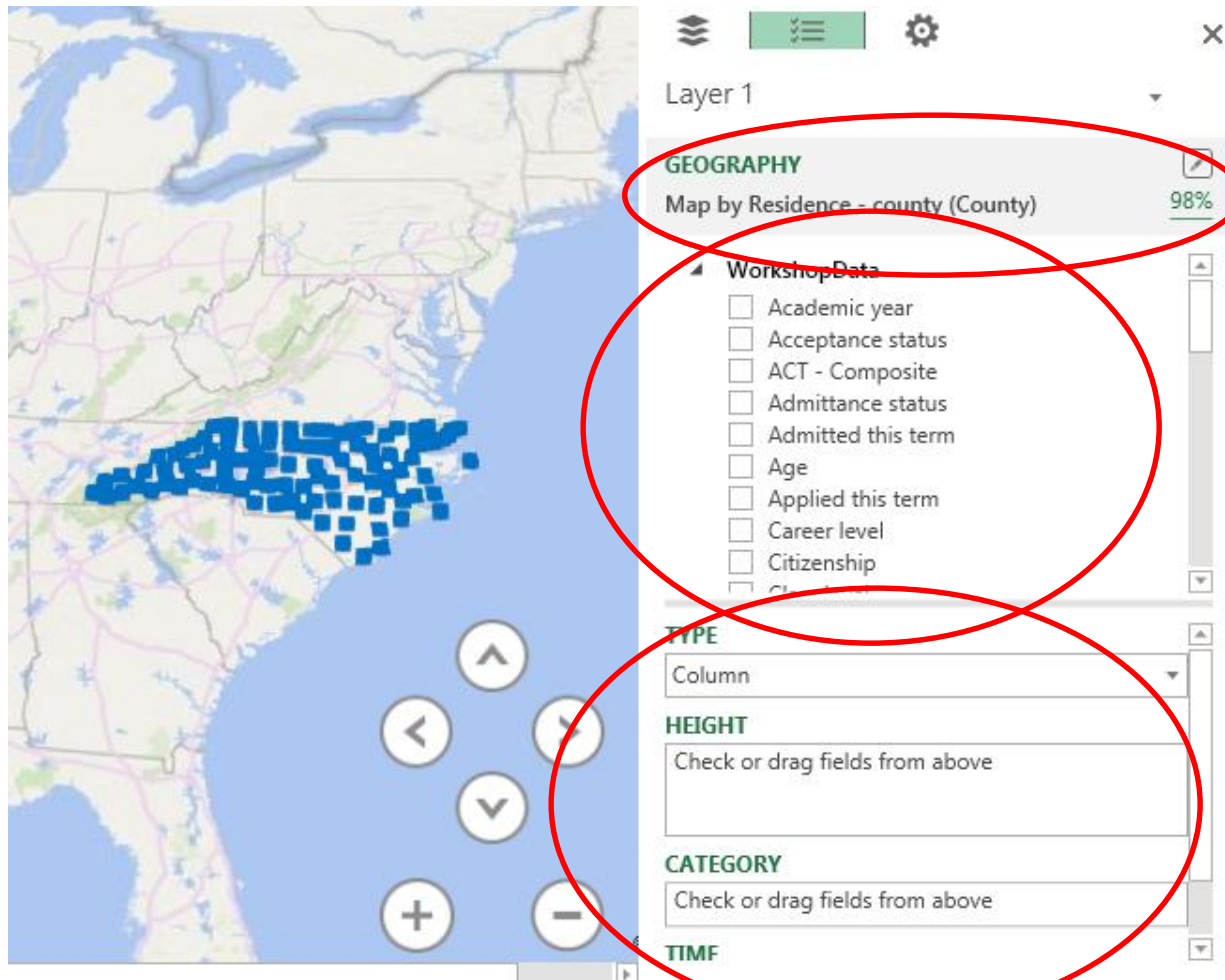 Layer 1
GEOGRAPHY
Map by Residence - county (County) 98%
WorkshopData
Academic year
Acceptance status
ACT - Composite
Admittance status
Admitted this term
Age
Applied this term
Career level
Citizenship
TYPE
Column
HEIGHT
Check or drag fields from above
CATEGORY
Check or drag fields from above
TIME